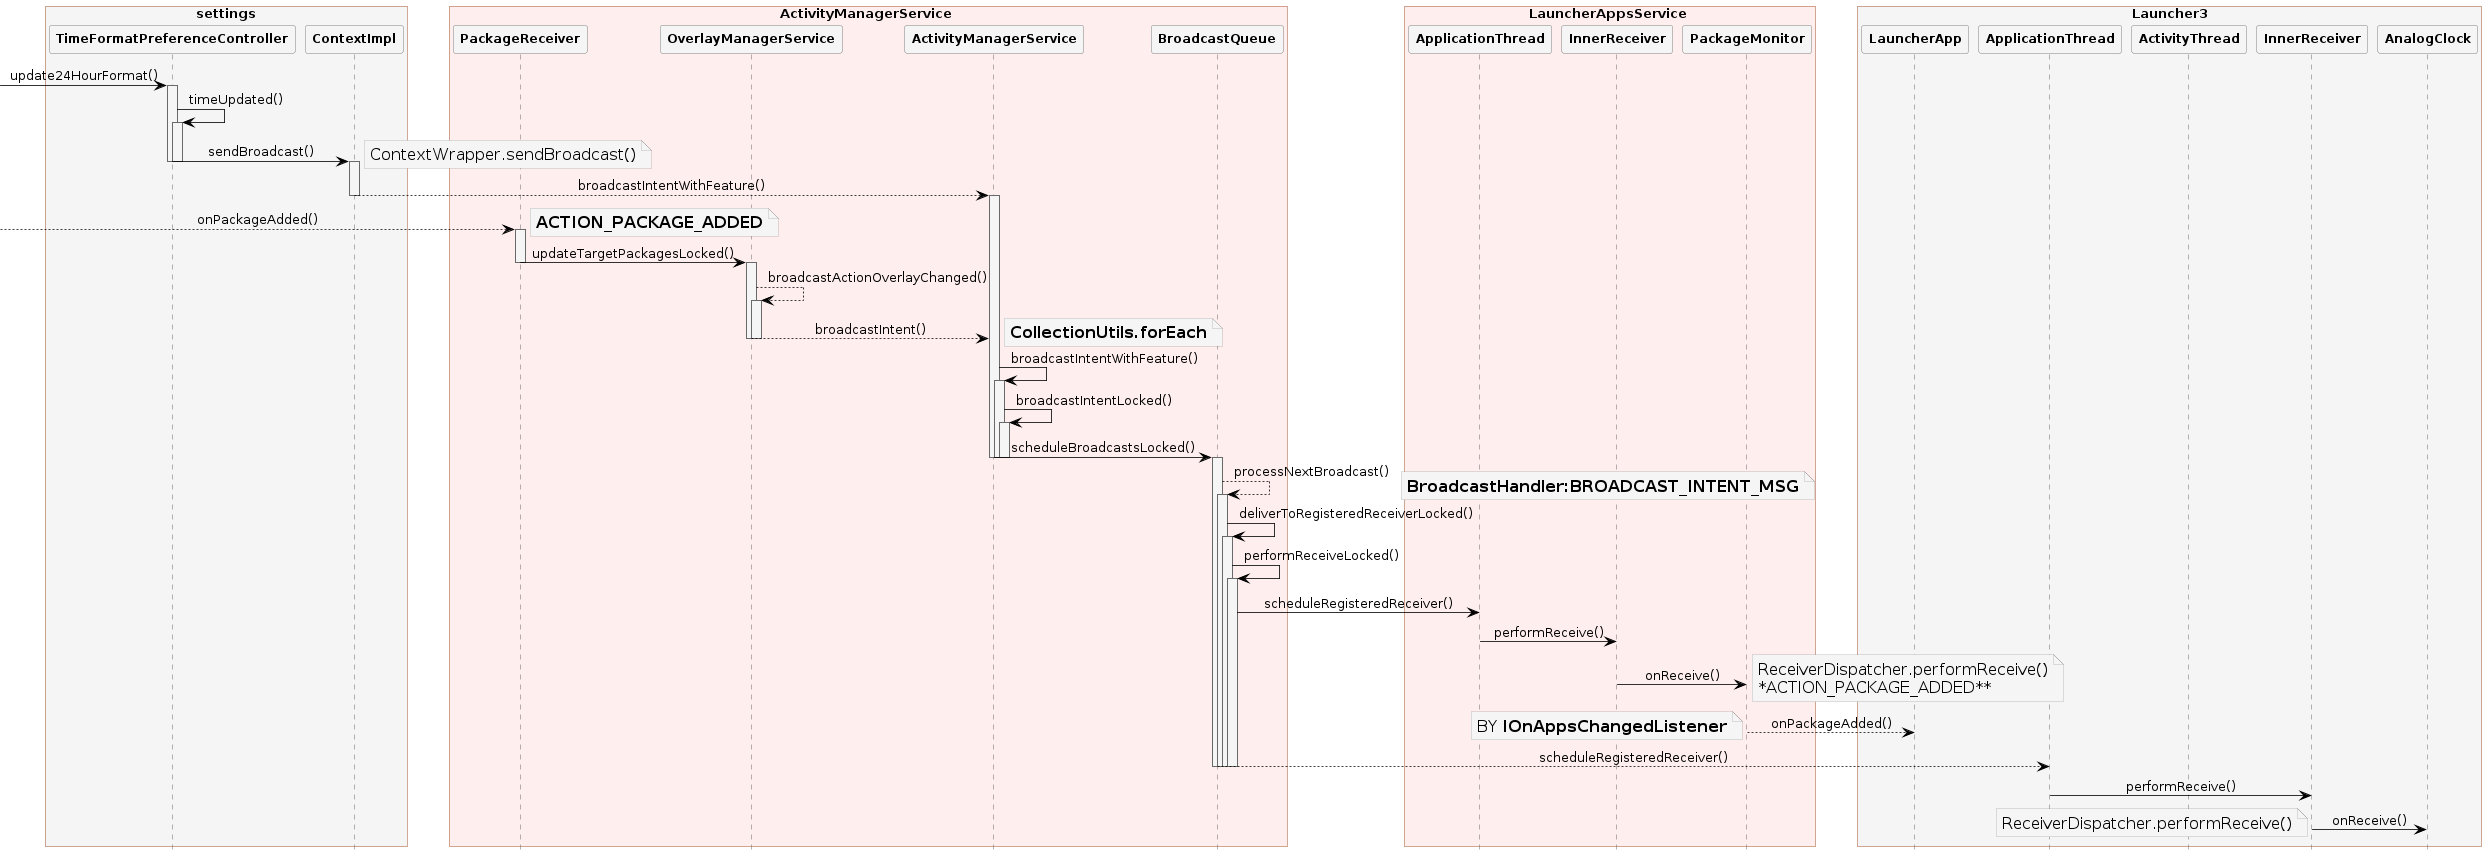 settings
ActivityManagerService
LauncherAppsService
Launcher3
TimeFormatPreferenceController
ContextImpl
PackageReceiver
OverlayManagerService
ActivityManagerService
BroadcastQueue
ApplicationThread
InnerReceiver
PackageMonitor
LauncherApp
ApplicationThread
ActivityThread
InnerReceiver
AnalogClock
update24HourFormat()
timeUpdated()
sendBroadcast()
ContextWrapper.sendBroadcast()
broadcastIntentWithFeature()
onPackageAdded()
ACTION_PACKAGE_ADDED
updateTargetPackagesLocked()
broadcastActionOverlayChanged()
broadcastIntent()
CollectionUtils.forEach
broadcastIntentWithFeature()
broadcastIntentLocked()
scheduleBroadcastsLocked()
processNextBroadcast()
BroadcastHandler:BROADCAST_INTENT_MSG
deliverToRegisteredReceiverLocked()
performReceiveLocked()
scheduleRegisteredReceiver()
performReceive()
onReceive()
ReceiverDispatcher.performReceive()
*ACTION_PACKAGE_ADDED**
BY IOnAppsChangedListener
onPackageAdded()
scheduleRegisteredReceiver()
performReceive()
ReceiverDispatcher.performReceive()
onReceive()